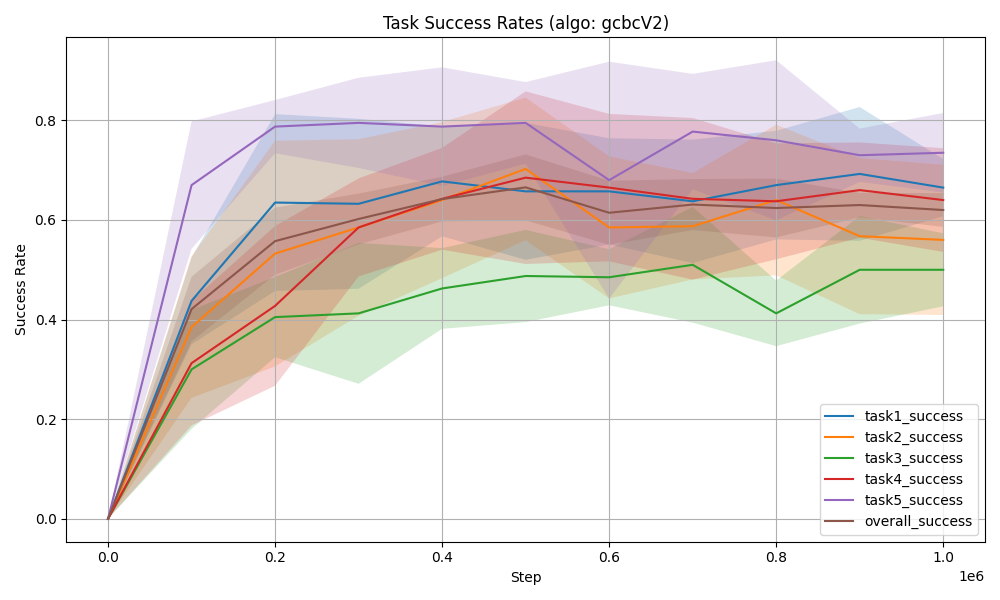 Task Success Rates (algo: gcbcV2)
Success Rate
0.8
0.6
0.4
0.2
0.0
0.0 0.2 0.4 0.6 0.8 1.0
1e6
Step
task1_success
task2_success
task3_success
task4_success
task5_success
overall_success